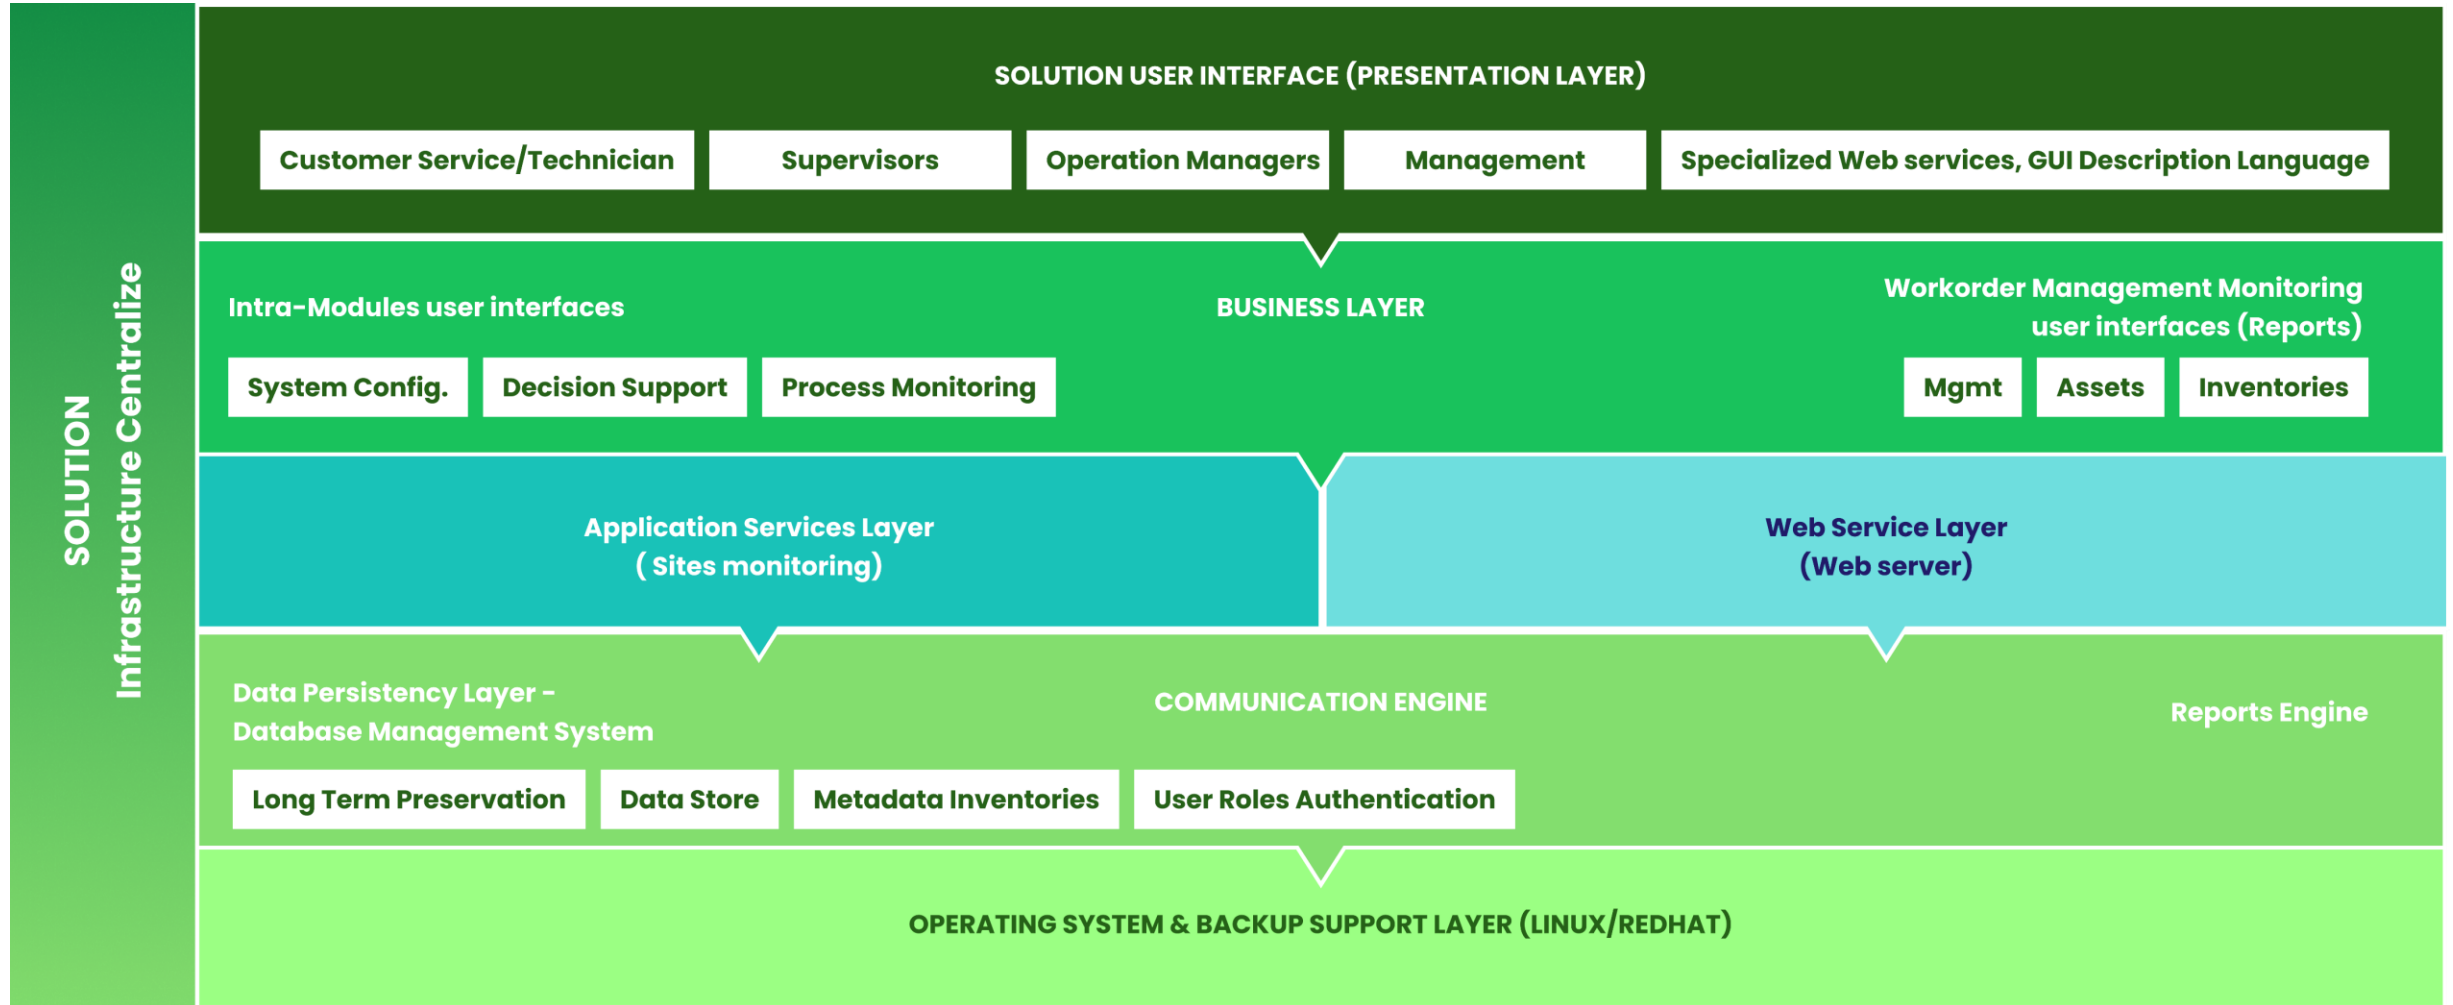 SOLUTION
Infrastructure Centralize
SOLUTION USER INTERFACE (PRESENTATION LAYER)
Customer Service/Technician
Supervisors
Operation Managers
Management
Specialized Web services, GUI Description Language
Intra-Modules user interfaces
System Config.
Decision Support
Process Monitoring
BUSINESS LAYER
Workorder Management Monitoring
user interfaces (Reports)
Mgmt
Assets
Inventories
Application Services Layer
( Sites monitoring)
Web Service Layer
(Web server)
Data Persistency Layer -
Database Management System
COMMUNICATION ENGINE
Reports Engine
Long Term Preservation
Data Store
Metadata Inventories
User Roles Authentication
OPERATING SYSTEM & BACKUP SUPPORT LAYER (LINUX/REDHAT)